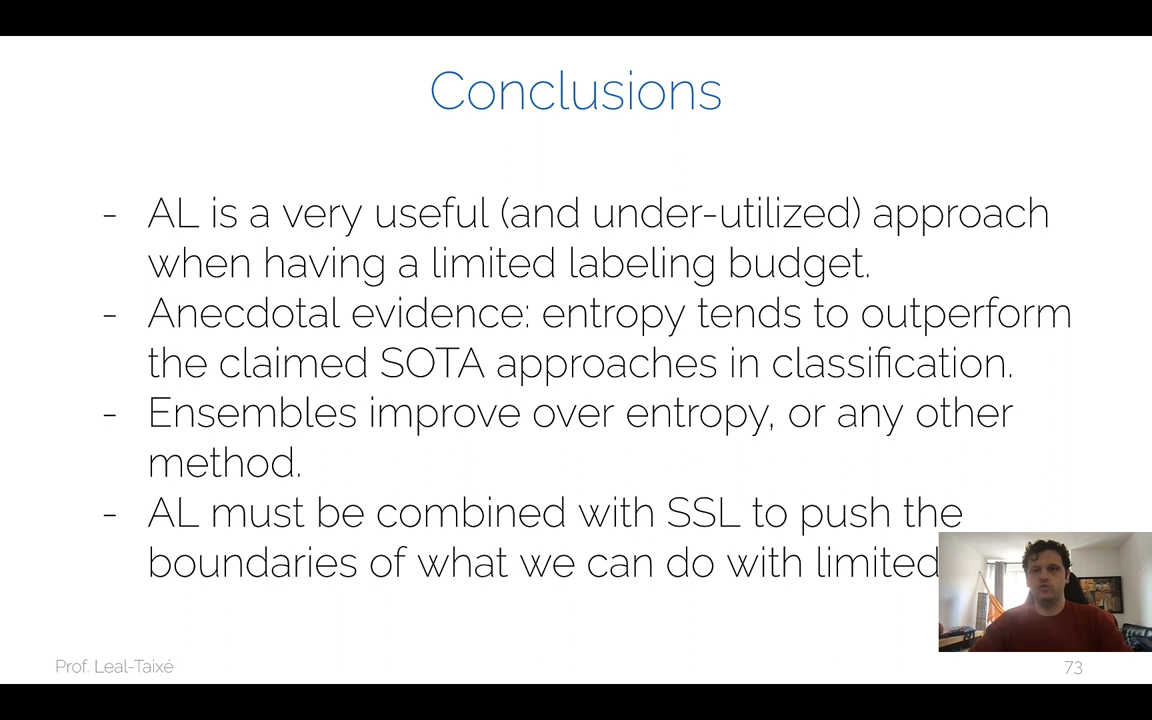 Conclusions
- AL is a very useful (and under-utilized) approach
when having a limited labeling budget.
- Anecdotal evidence: entropy tends to outperform
the claimed SOTA approaches in classification.
- Ensembles improve over entropy, or any other
method.
- AL must be combined with SSL to push the
boundaries of what we can do with limited
Prof. Leal-Taixé
73